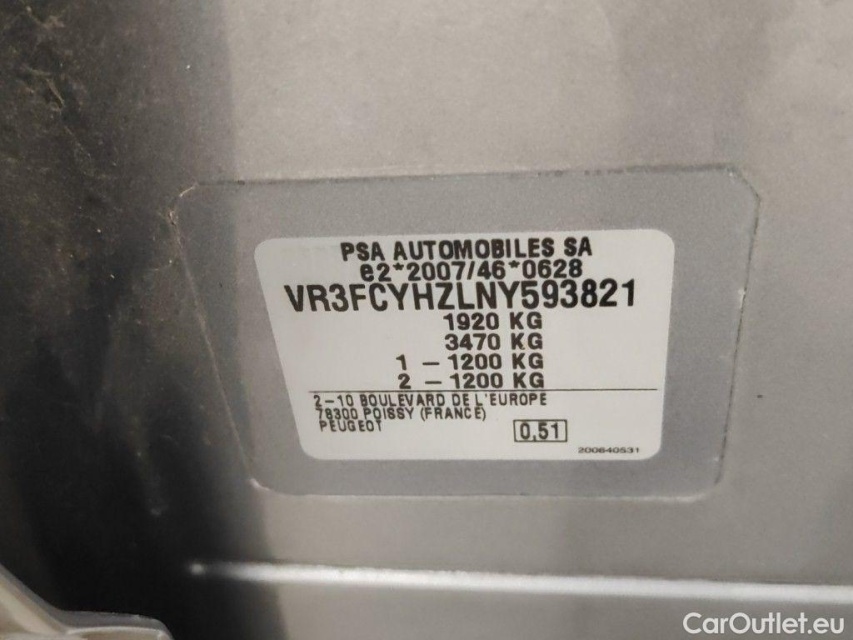 PSA AUTOMOBILES SA
e2*2007/46*0628
VR3FCYHZLNY593821
1920 KG
3470 KG
1 – 1200 KG
2 – 1200 KG
2-10 BOULEVARD DE L'EUROPE
78300 POISSY (FRANCE)
PEUGEOT
0,51
200640531
CarOutlet.eu